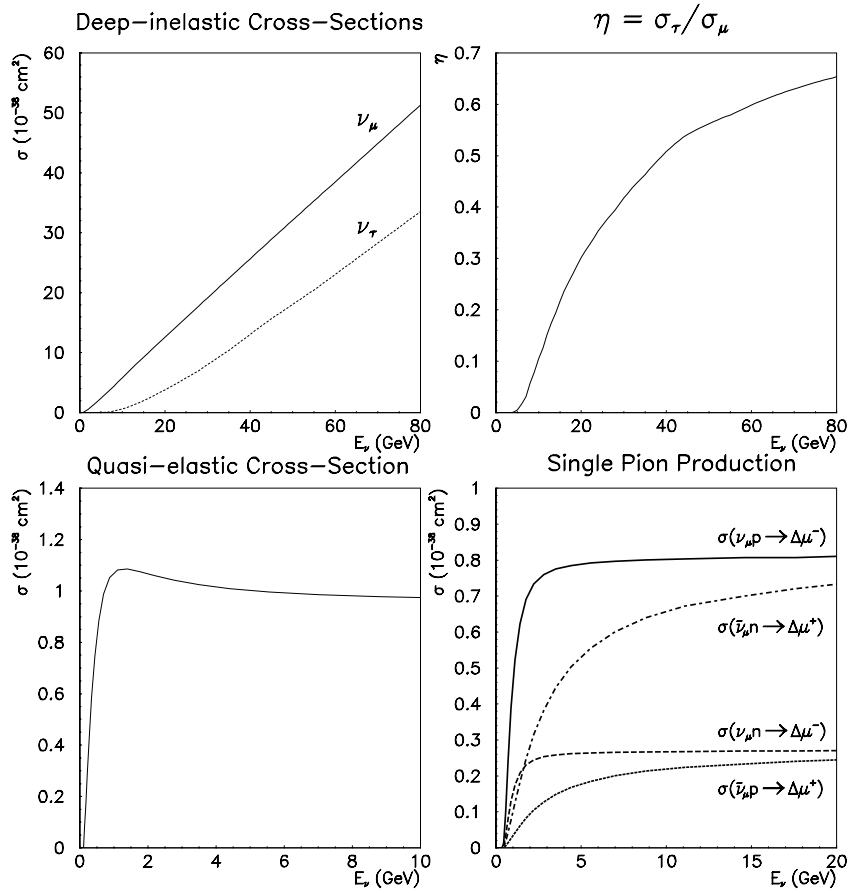 Deep-inelastic Cross-Sections
σ (10⁻³⁸ cm²)
60
50
40
30
20
10
0
ν_μ
ν_τ
0 20 40 60 80
E_ν (GeV)
η = σ_τ/σ_μ
η
0.7
0.6
0.5
0.4
0.3
0.2
0.1
0
0 20 40 60 80
E_ν (GeV)
Quasi-elastic Cross-Section
σ (10⁻³⁸ cm²)
1.4
1.2
1
0.8
0.6
0.4
0.2
0
0 2 4 6 8 10
E_ν (GeV)
Single Pion Production
σ (10⁻³⁸ cm²)
1
0.9
0.8
0.7
0.6
0.5
0.4
0.3
0.2
0.1
0
σ(ν_μp→Δμ⁻)
σ(ν̄_μn→Δμ⁺)
σ(ν_μn→Δμ⁻)
σ(ν̄_μp→Δμ⁺)
0 5 10 15 20
E_ν (GeV)